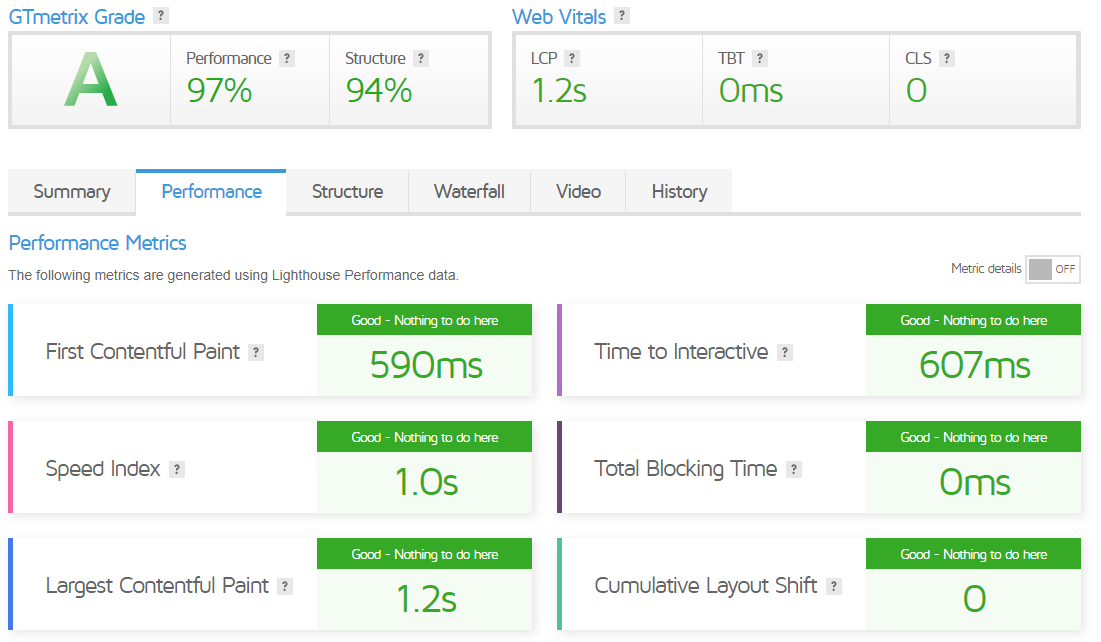 GTmetrix Grade ?
Web Vitals ?
A
Performance ?
97%
Structure ?
94%
LCP ?
1.2s
TBT ?
0ms
CLS ?
0
Summary
Performance
Structure
Waterfall
Video
History
Performance Metrics
The following metrics are generated using Lighthouse Performance data.
Metric details OFF
First Contentful Paint ?
Good - Nothing to do here
590ms
Time to Interactive ?
Good - Nothing to do here
607ms
Speed Index ?
Good - Nothing to do here
1.0s
Total Blocking Time ?
Good - Nothing to do here
0ms
Largest Contentful Paint ?
Good - Nothing to do here
1.2s
Cumulative Layout Shift ?
Good - Nothing to do here
0